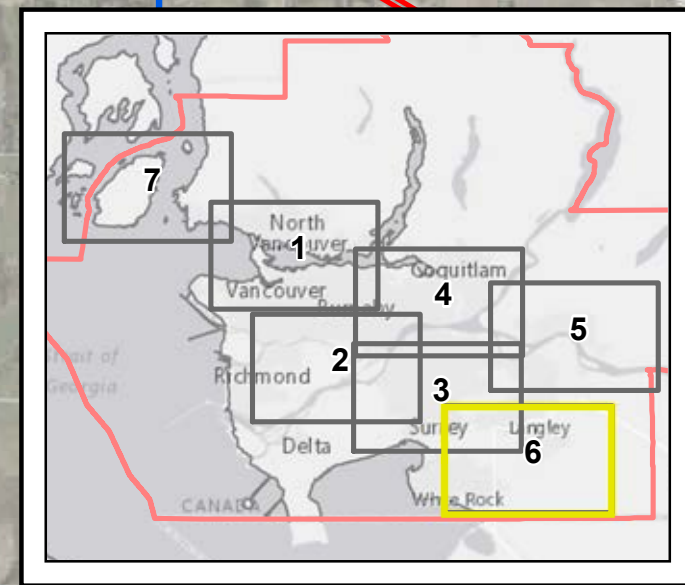 7
North
Vancouver
1
Coquitlam
4
Vancouver
Burnaby
5
Strait of
Georgia
2
Richmond
3
Surrey
Langley
Delta
6
White Rock
CANADA